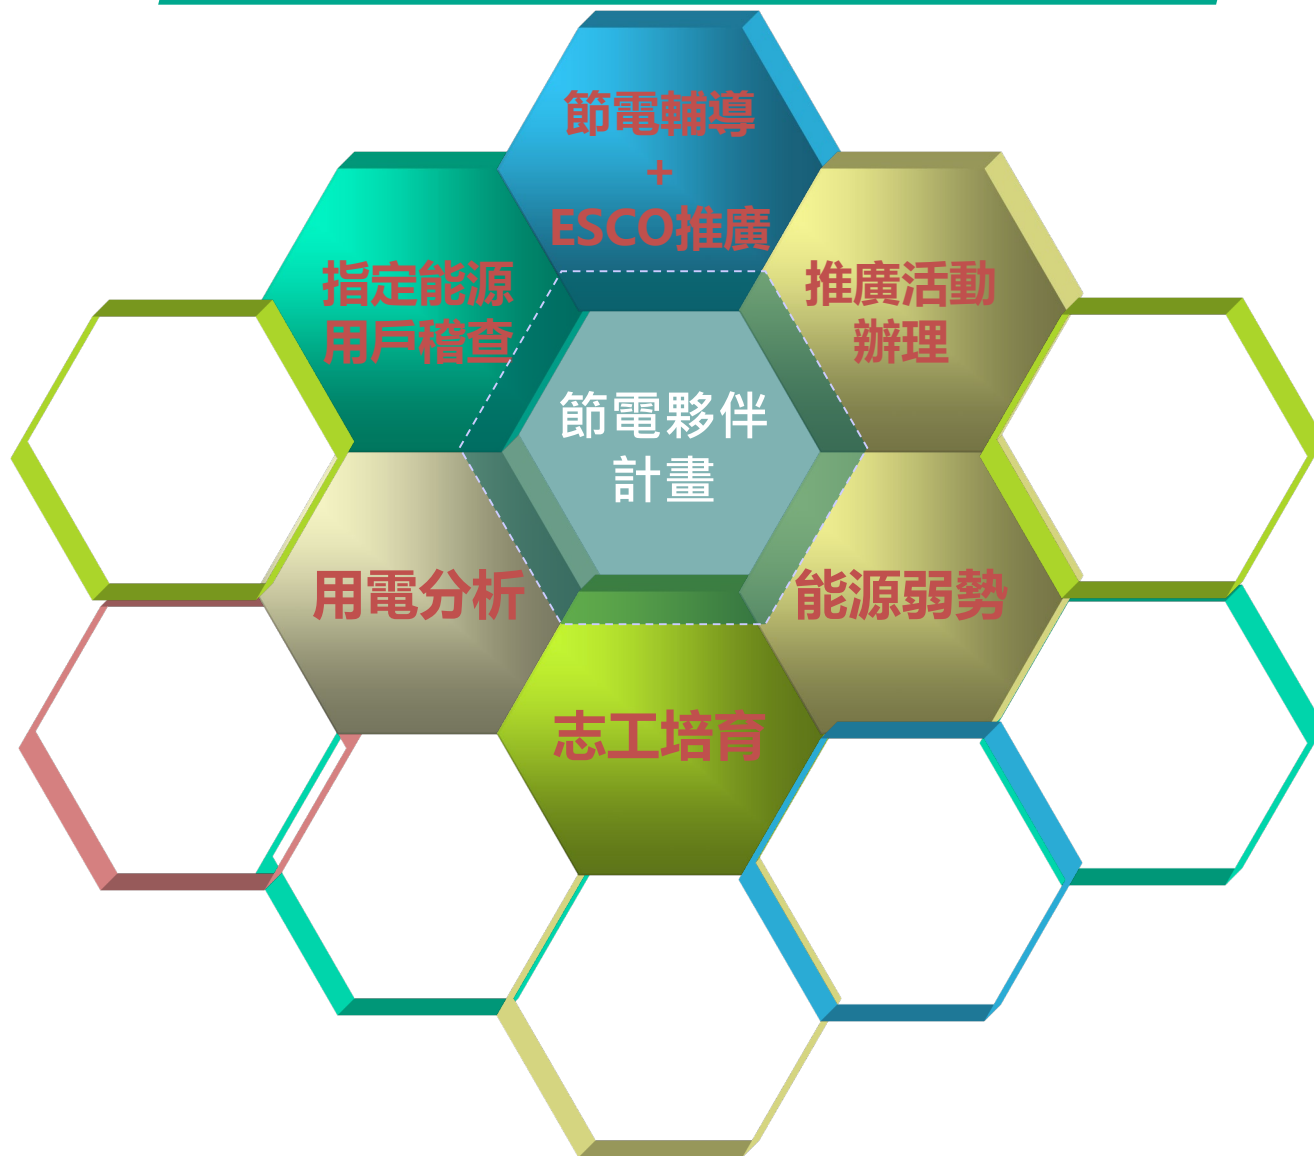 節電輔導
+
ESCO推廣
指定能源
用戶稽查
推廣活動
辦理
節電夥伴
計畫
用電分析
能源弱勢
志工培育